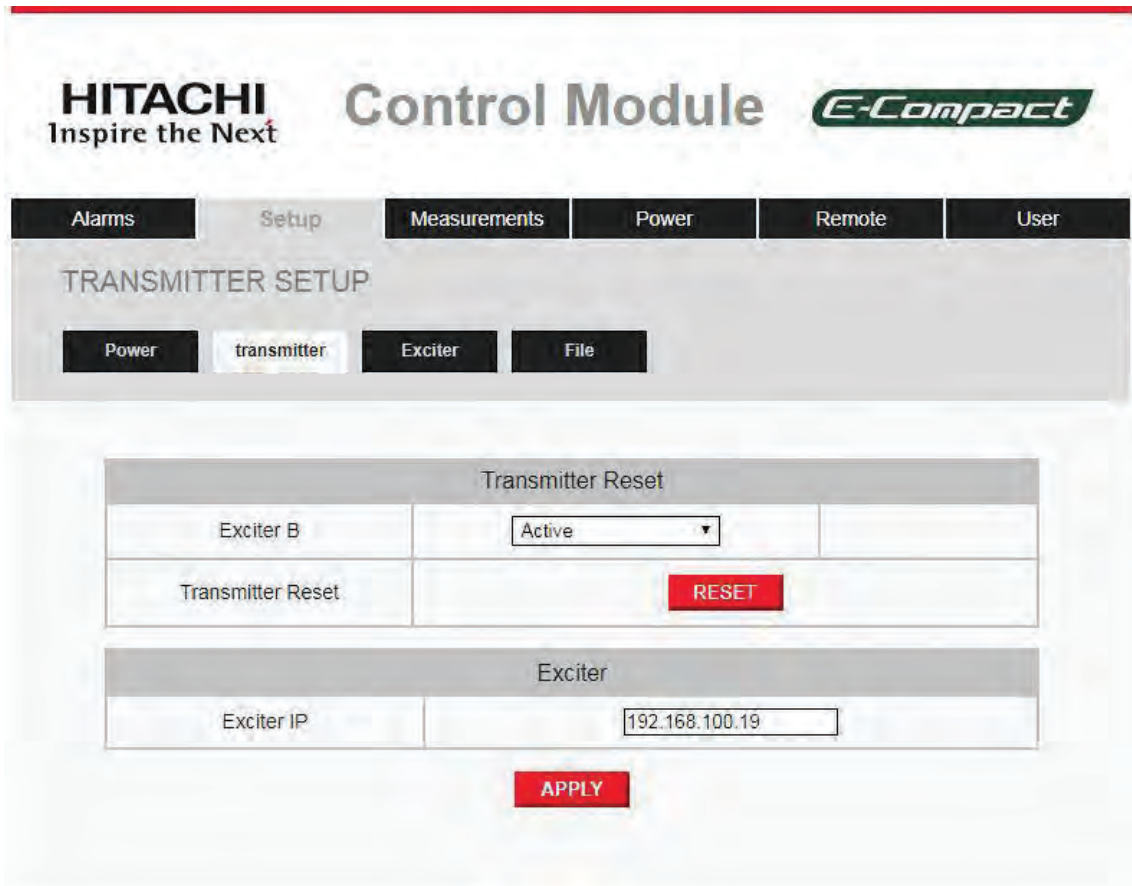 HITACHI
Inspire the Next
Control Module
E-Compact
Alarms Setup Measurements Power Remote User
TRANSMITTER SETUP
Power transmitter Exciter File
Transmitter Reset
Exciter B Active
Transmitter Reset RESET
Exciter
Exciter IP 192.168.100.19
APPLY